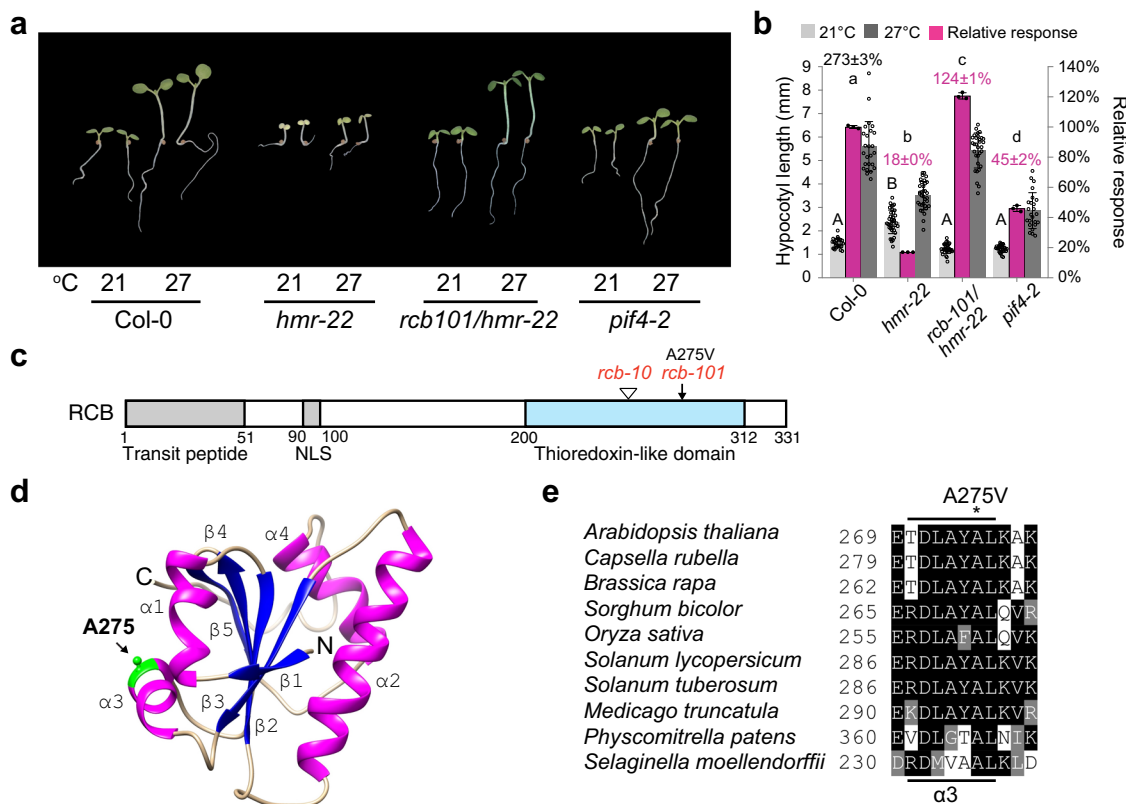 a
°C 21 27 21 27 21 27 21 27
Col-0 hmr-22 rcb101/hmr-22 pif4-2
b
21°C 27°C Relative response
Hypocotyl length (mm)
9
8
7
6
5
4
3
2
1
0
140%
120%
100%
80%
60%
40%
20%
0%
Relative response
273±3% 124±1%
18±0% 45±2%
a b c d
A B A A
Col-0 hmr-22 rcb-101/ hmr-22 pif4-2
c
A275V
rcb-10 rcb-101
RCB
1 51 90 100 200 312 331
Transit peptide NLS Thioredoxin-like domain
d
β4 α4
C
α1
A275 β5 N
α3 β3 β1 α2
β2
e
A275V
*
Arabidopsis thaliana 269 ETDLAYALKAK
Capsella rubella 279 ETDLAYALKAK
Brassica rapa 262 ETDLAYALKAK
Sorghum bicolor 265 ERDLAYALQVR
Oryza sativa 255 ERDLAFALQVK
Solanum lycopersicum 286 ERDLAYALKVK
Solanum tuberosum 286 ERDLAYALKVK
Medicago truncatula 290 EKDLAYALKVR
Physcomitrella patens 360 EVDLGTALNIK
Selaginella moellendorffii 230 DRDMVAALKLD
α3